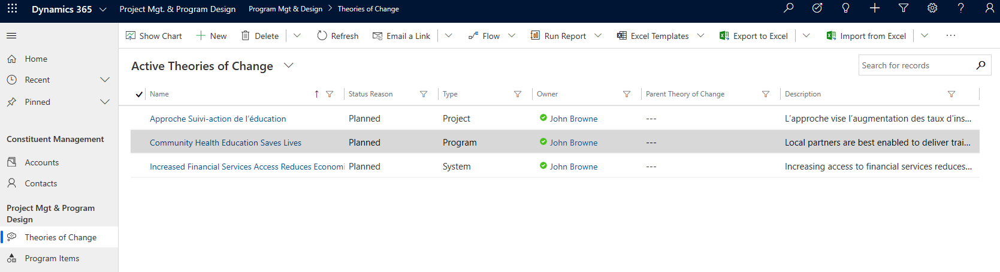 Dynamics 365 Project Mgt. & Program Design Program Mgt & Design > Theories of Change
Show Chart New Delete Refresh Email a Link Flow Run Report Excel Templates Export to Excel Import from Excel
Home
Recent
Pinned
Constituent Management
Accounts
Contacts
Project Mgt & Program
Design
Theories of Change
Program Items
Active Theories of Change
Search for records
Name Status Reason Type Owner Parent Theory of Change Description
Approche Suivi-action de l’éducation Planned Project John Browne --- L’approche vise l’augmentation des taux d’ins...
Community Health Education Saves Lives Planned Program John Browne --- Local partners are best enabled to deliver trai...
Increased Financial Services Access Reduces Economi Planned System John Browne --- Increasing access to financial services reduces...